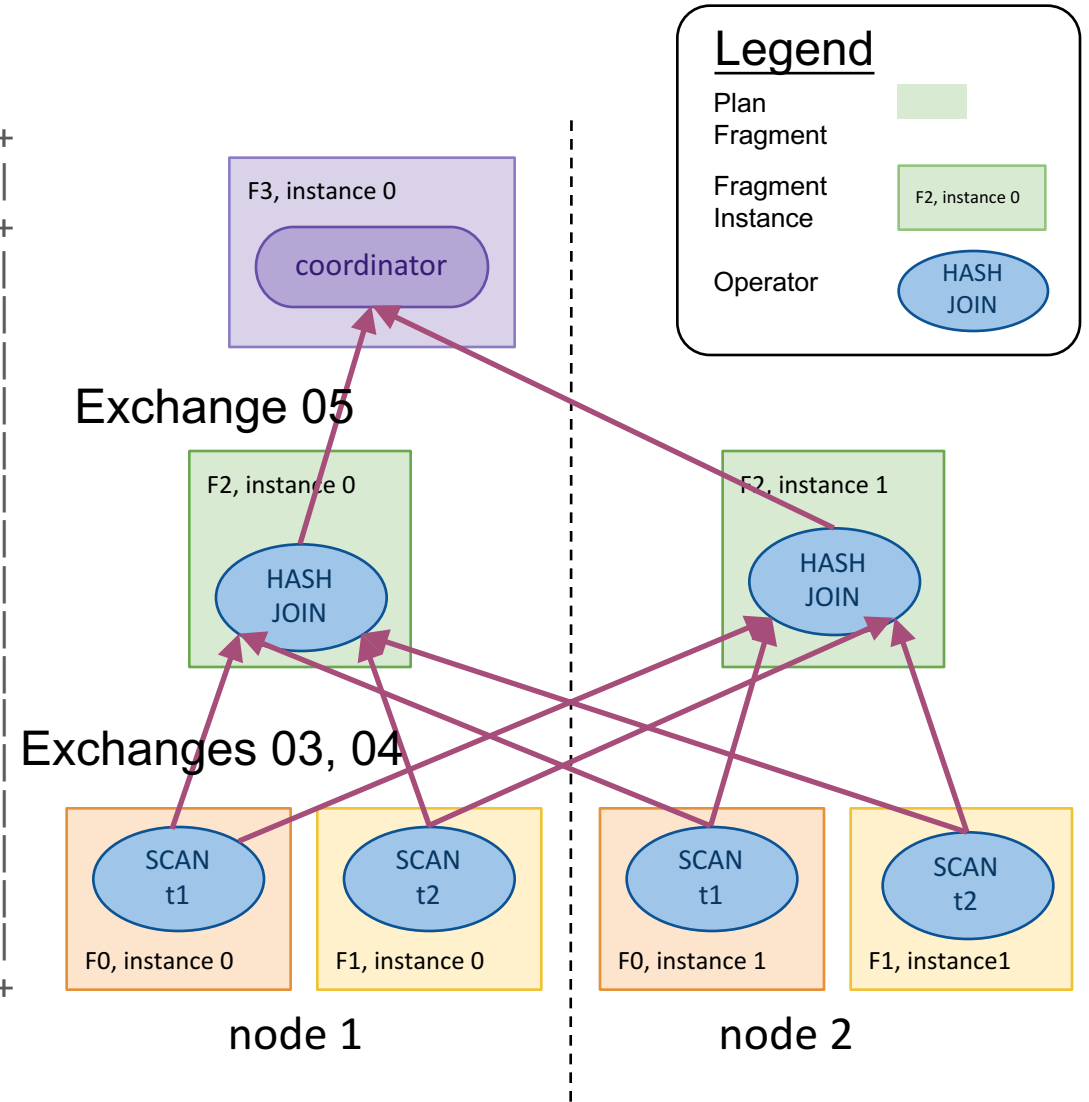 Legend
Plan
Fragment
Fragment
Instance
F2, instance 0
Operator
HASH
JOIN
F3, instance 0
coordinator
Exchange 05
F2, instance 0
HASH
JOIN
F2, instance 1
HASH
JOIN
Exchanges 03, 04
SCAN
t1
F0, instance 0
SCAN
t2
F1, instance 0
SCAN
t1
F0, instance 1
SCAN
t2
F1, instance1
node 1
node 2